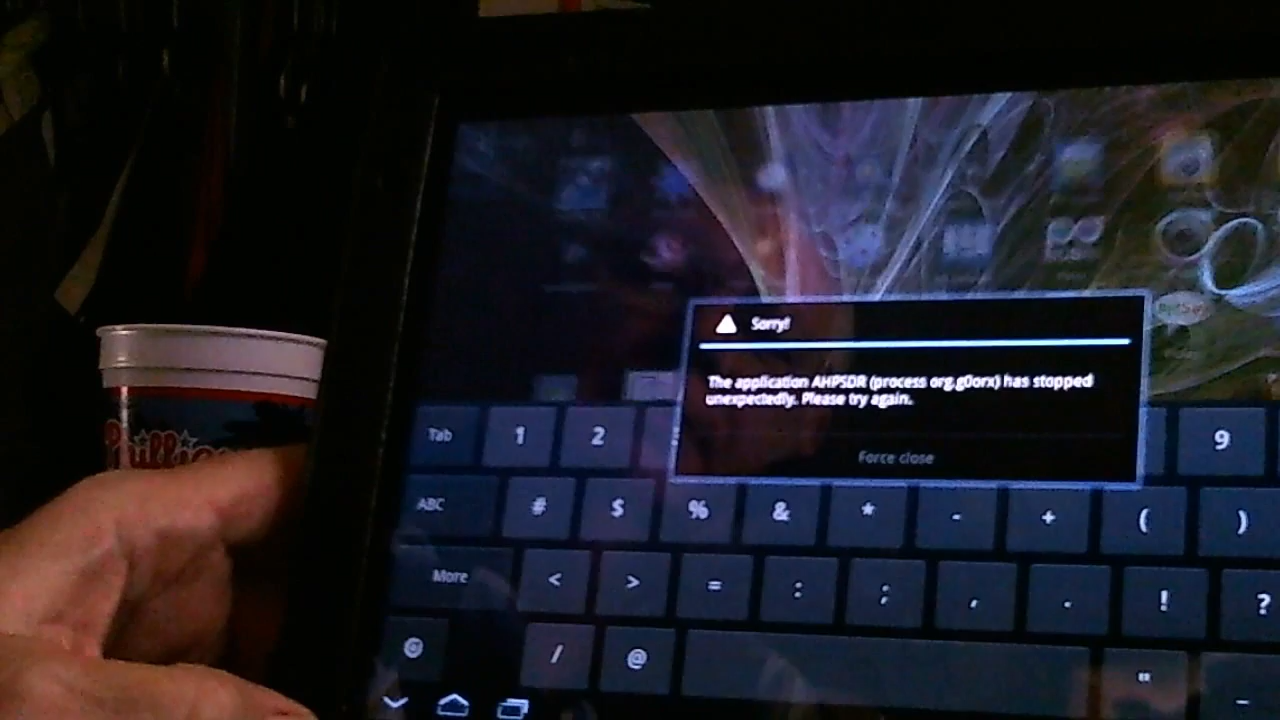 Sorry!
The application AHPSDR (process org.g0orx) has stopped
unexpectedly. Please try again.
Force close
Phillies
Tab 1 2 9
ABC # $ % & * - + ( )
More < > = : ; , . ! ?
/ @ " _